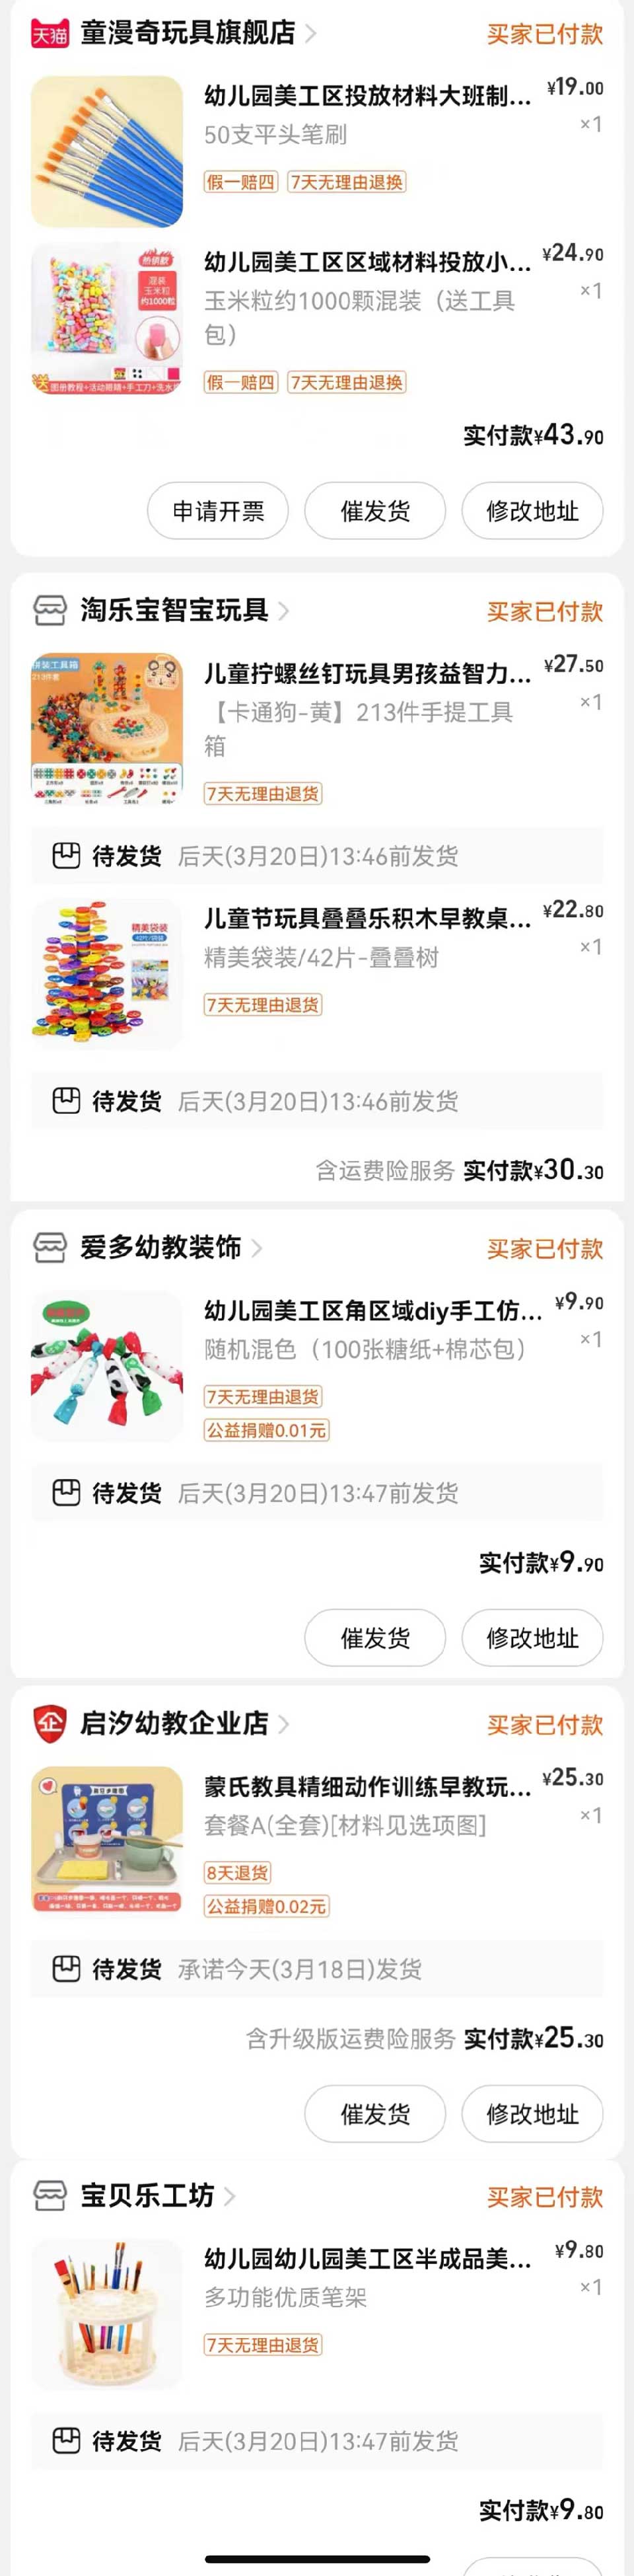 天猫 童漫奇玩具旗舰店 买家已付款
幼儿园美工区投放材料大班制... ¥19.00
50支平头笔刷 ×1
假一赔四 7天无理由退换
热销款
混装
玉米粒
约1000粒
幼儿园美工区区域材料投放小... ¥24.90
玉米粒约1000颗混装（送工具 ×1
包）
假一赔四 7天无理由退换
实付款¥43.90
申请开票 催发货 修改地址
淘乐宝智宝玩具 买家已付款
拼装工具箱
213件套
儿童拧螺丝钉玩具男孩益智力... ¥27.50
【卡通狗-黄】213件手提工具 ×1
箱
7天无理由退货
待发货 后天(3月20日)13:46前发货
精美袋装
儿童节玩具叠叠乐积木早教桌... ¥22.80
精美袋装/42片-叠叠树 ×1
7天无理由退货
待发货 后天(3月20日)13:46前发货
含运费险服务 实付款¥30.30
爱多幼教装饰 买家已付款
幼儿园美工区角区域diy手工仿... ¥9.90
随机混色（100张糖纸+棉芯包） ×1
7天无理由退货
公益捐赠0.01元
待发货 后天(3月20日)13:47前发货
实付款¥9.90
催发货 修改地址
企 启汐幼教企业店 买家已付款
蒙氏教具精细动作训练早教玩... ¥25.30
套餐A(全套)[材料见选项图] ×1
8天退货
公益捐赠0.02元
待发货 承诺今天(3月18日)发货
含升级版运费险服务 实付款¥25.30
催发货 修改地址
宝贝乐工坊 买家已付款
幼儿园幼儿园美工区半成品美... ¥9.80
多功能优质笔架 ×1
7天无理由退货
待发货 后天(3月20日)13:47前发货
实付款¥9.80